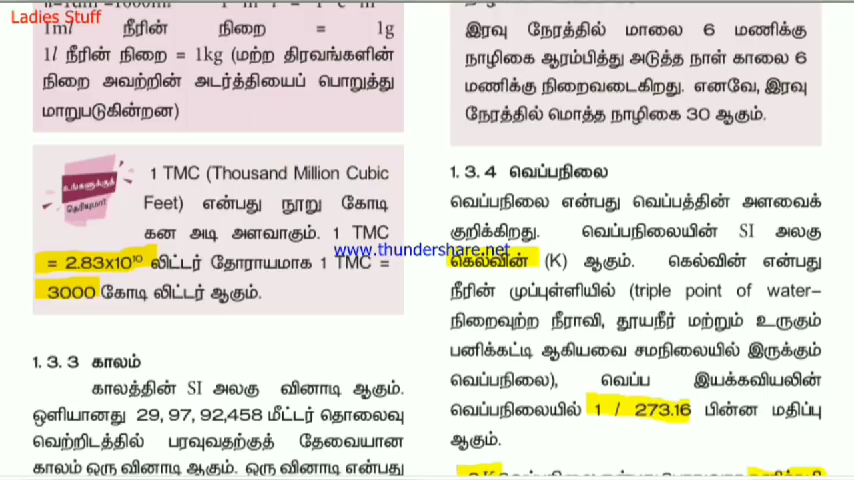 Ladies Stuff
1ml நீரின் நிறை = 1g
1l நீரின் நிறை = 1kg (மற்ற திரவங்களின்
நிறை அவற்றின் அடர்த்தியைப் பொறுத்து
மாறுபடுகின்றன)
உங்களுக்குத்
தெரியுமா?
1 TMC (Thousand Million Cubic
Feet) என்பது நூறு கோடி
கன அடி அளவாகும். 1 TMC
= 2.83x10¹⁰ லிட்டர் தோராயமாக 1 TMC =
3000 கோடி லிட்டர் ஆகும்.
1. 3. 3 காலம்
காலத்தின் SI அலகு வினாடி ஆகும்.
ஒளியானது 29, 97, 92,458 மீட்டர் தொலைவு
வெற்றிடத்தில் பரவுவதற்குத் தேவையான
காலம் ஒரு வினாடி ஆகும். ஒரு வினாடி என்பது
இரவு நேரத்தில் மாலை 6 மணிக்கு
நாழிகை ஆரம்பித்து அடுத்த நாள் காலை 6
மணிக்கு நிறைவடைகிறது. எனவே, இரவு
நேரத்தில் மொத்த நாழிகை 30 ஆகும்.
1. 3. 4 வெப்பநிலை
வெப்பநிலை என்பது வெப்பத்தின் அளவைக்
குறிக்கிறது. வெப்பநிலையின் SI அலகு
www.thundershare.net
கெல்வின் (K) ஆகும். கெல்வின் என்பது
நீரின் முப்புள்ளியில் (triple point of water–
நிறைவுற்ற நீராவி, தூயநீர் மற்றும் உருகும்
பனிக்கட்டி ஆகியவை சமநிலையில் இருக்கும்
வெப்பநிலை), வெப்ப இயக்கவியலின்
வெப்பநிலையில் 1 / 273.16 பின்ன மதிப்பு
ஆகும்.